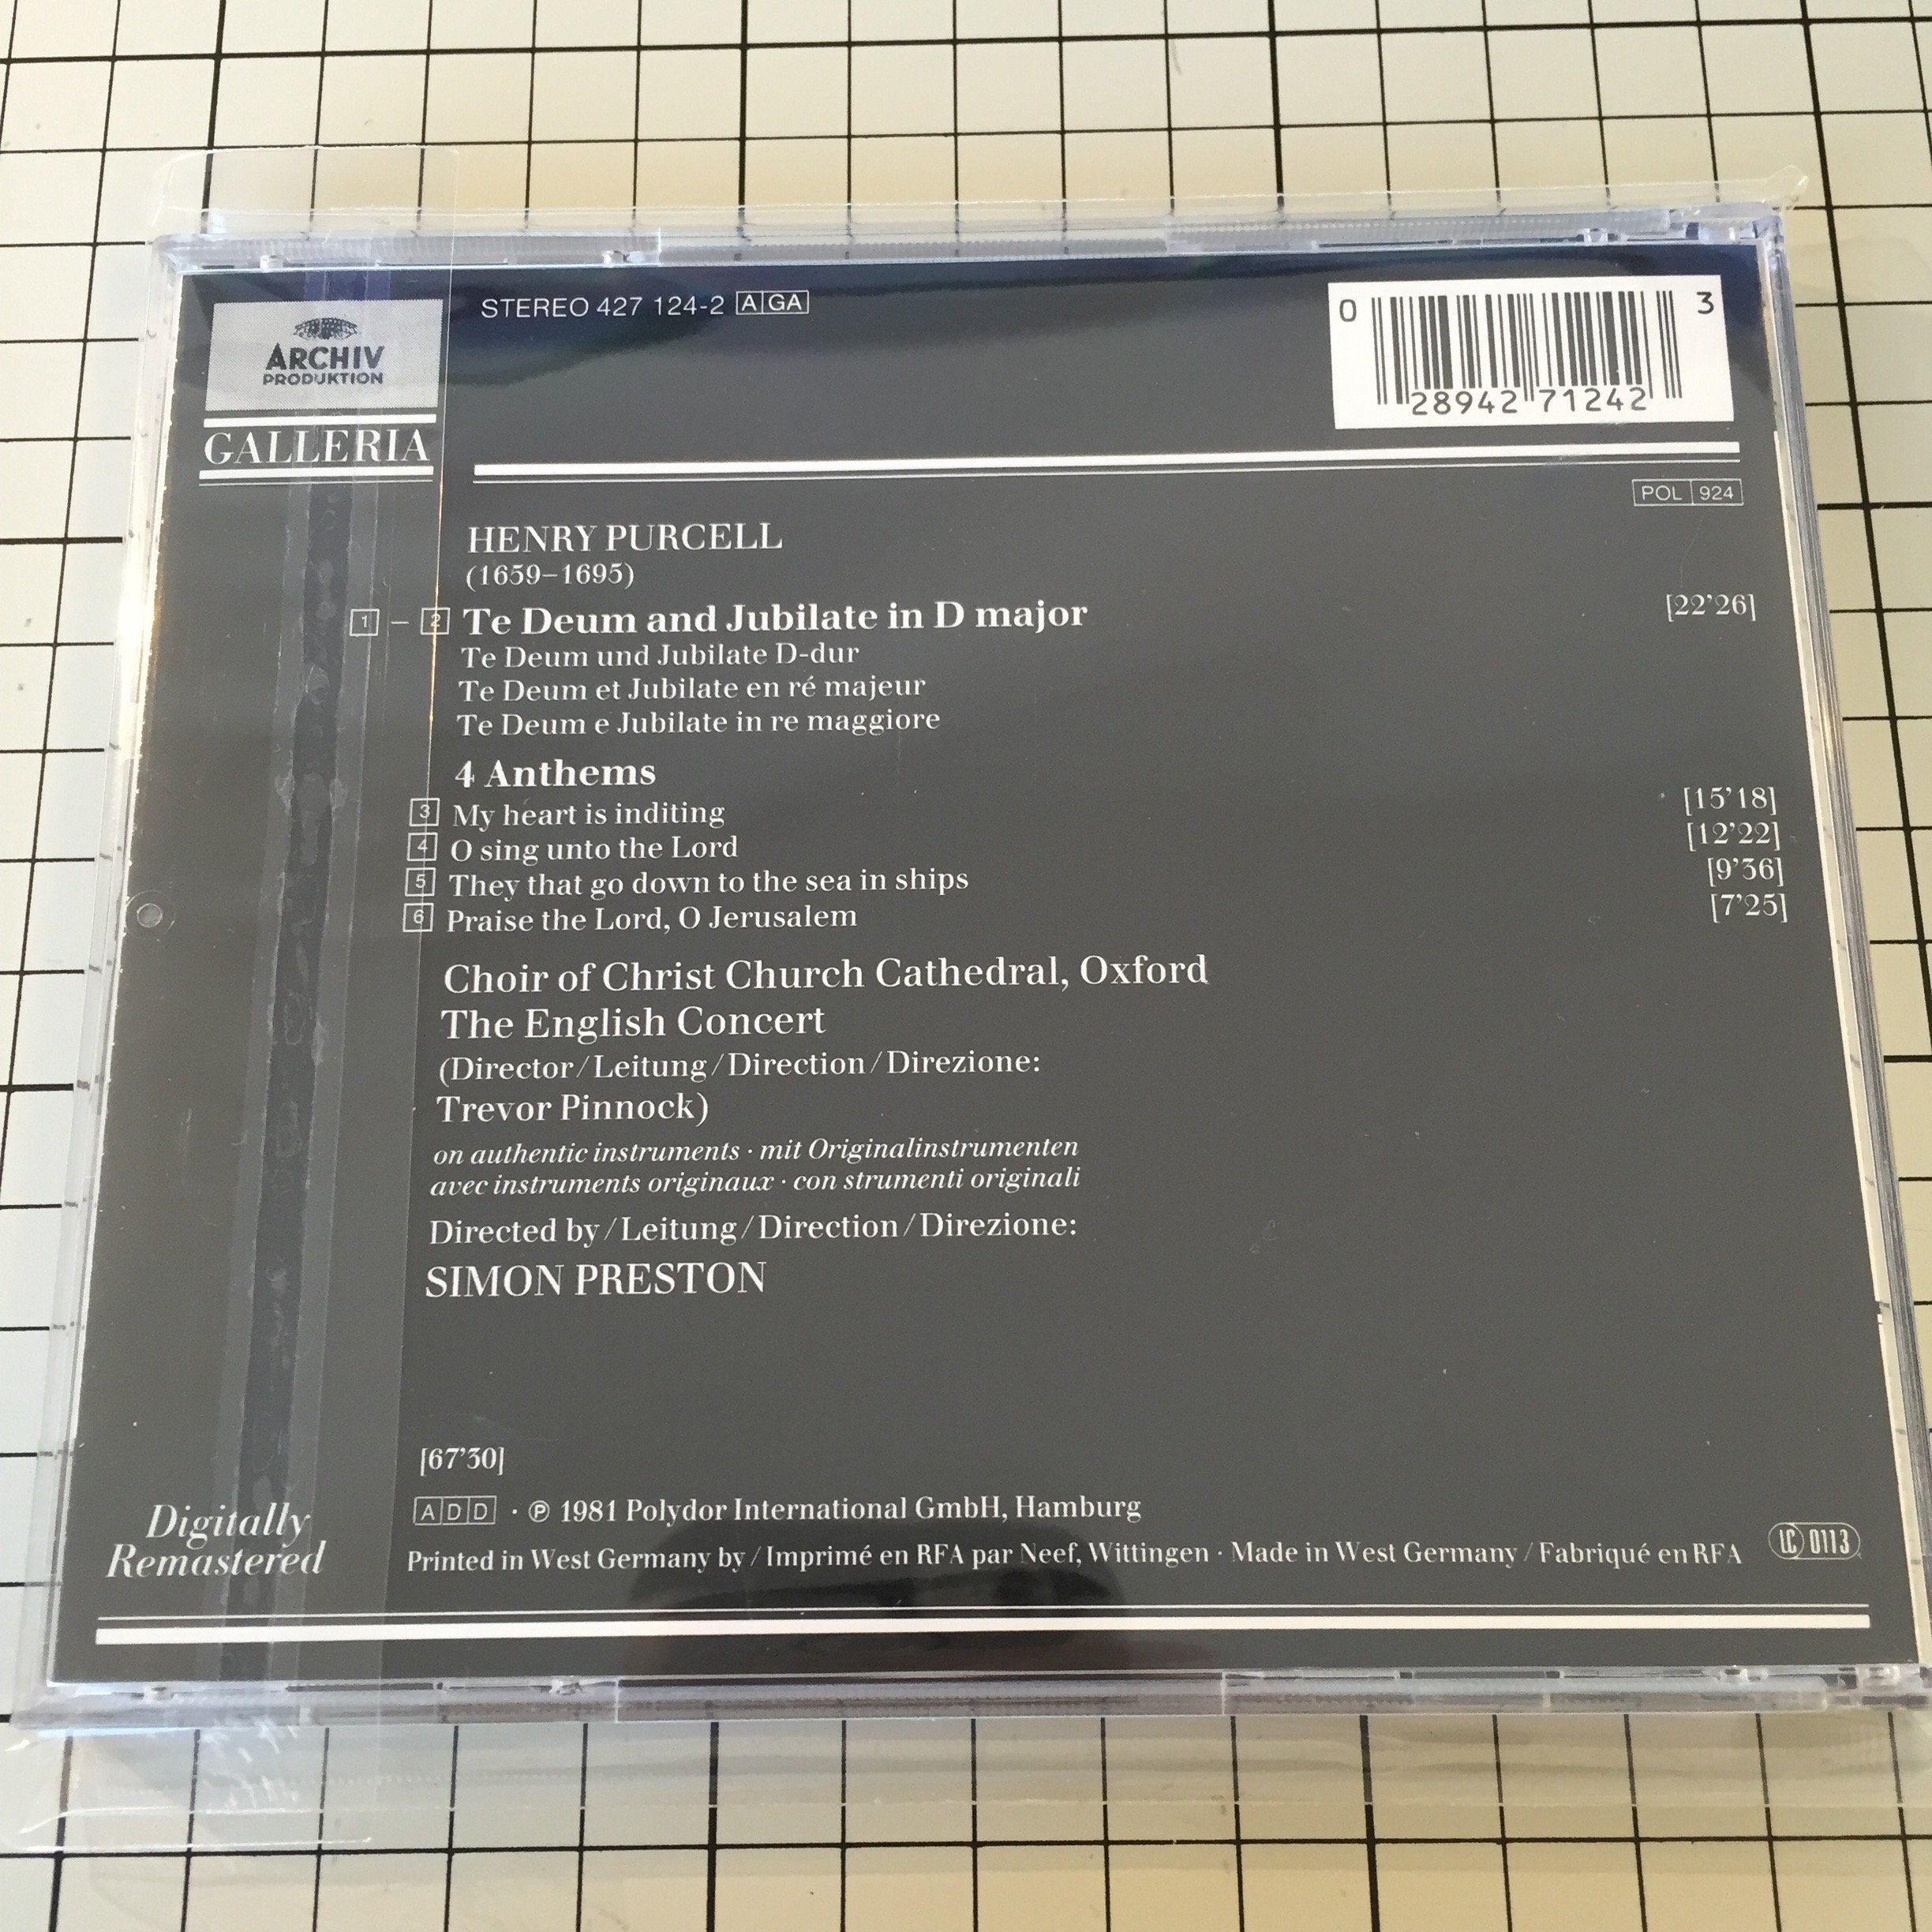 STEREO 427 124-2 A GA
0 28942 71242 3
ARCHIV
PRODUKTION
GALLERIA
POL 924
HENRY PURCELL
(1659–1695)
1 – 2 Te Deum and Jubilate in D major [22'26]
Te Deum und Jubilate D-dur
Te Deum et Jubilate en ré majeur
Te Deum e Jubilate in re maggiore
4 Anthems
3 My heart is inditing [15'18]
4 O sing unto the Lord [12'22]
5 They that go down to the sea in ships [9'36]
6 Praise the Lord, O Jerusalem [7'25]
Choir of Christ Church Cathedral, Oxford
The English Concert
(Director/Leitung/Direction/Direzione:
Trevor Pinnock)
on authentic instruments · mit Originalinstrumenten
avec instruments originaux · con strumenti originali
Directed by/Leitung/Direction/Direzione:
SIMON PRESTON
[67'30]
Digitally
Remastered
A D D · ℗ 1981 Polydor International GmbH, Hamburg
Printed in West Germany by / Imprimé en RFA par Neef, Wittingen · Made in West Germany / Fabriqué en RFA
LC 0113